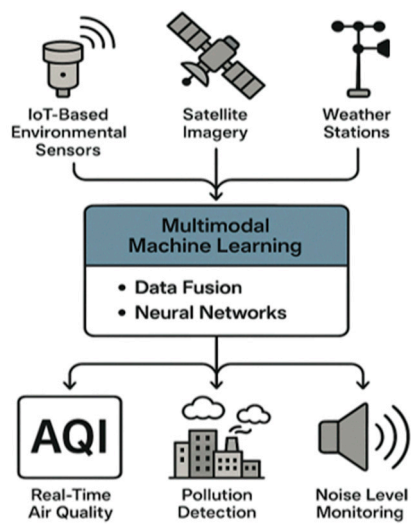 IoT-Based
Environmental
Sensors
Satellite
Imagery
Weather
Stations
Multimodal
Machine Learning
• Data Fusion
• Neural Networks
AQI
Real-Time
Air Quality
Pollution
Detection
Noise Level
Monitoring